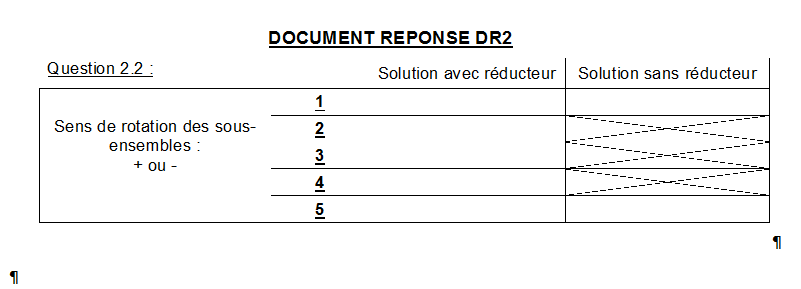 DOCUMENT REPONSE DR2
Question 2.2 :
Solution avec réducteur Solution sans réducteur
Sens de rotation des sous-
ensembles :
+ ou -
1
2
3
4
5
¶
¶